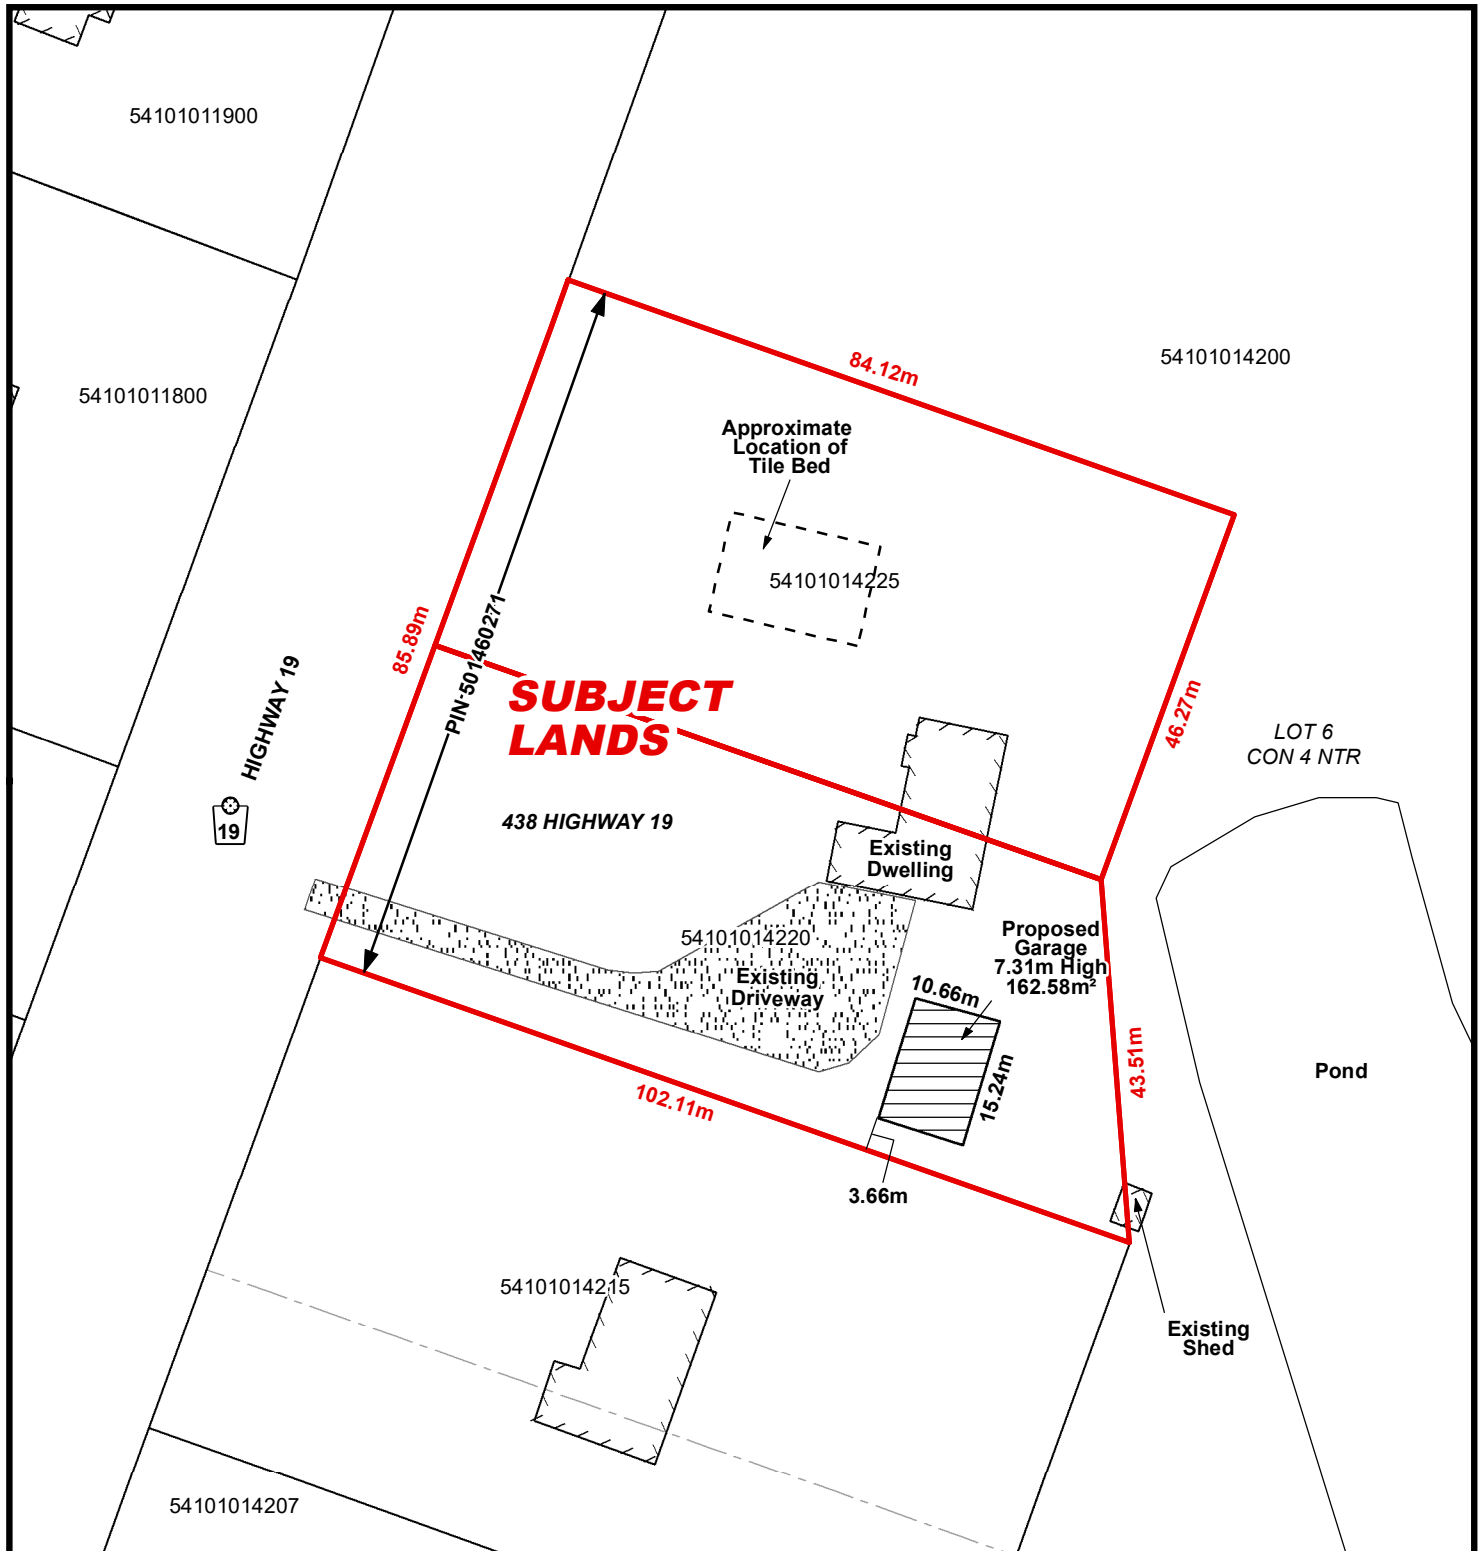 54101011900
54101014200
84.12m
54101011800
Approximate
Location of
Tile Bed
54101014225
85.89m
PIN:501460271
HIGHWAY 19
SUBJECT
LANDS
46.27m
LOT 6
CON 4 NTR
19
438 HIGHWAY 19
Existing
Dwelling
54101014220
Existing
Driveway
Proposed
Garage
7.31m High
162.58m²
10.66m
15.24m
43.51m
Pond
102.11m
3.66m
54101014215
Existing
Shed
54101014207